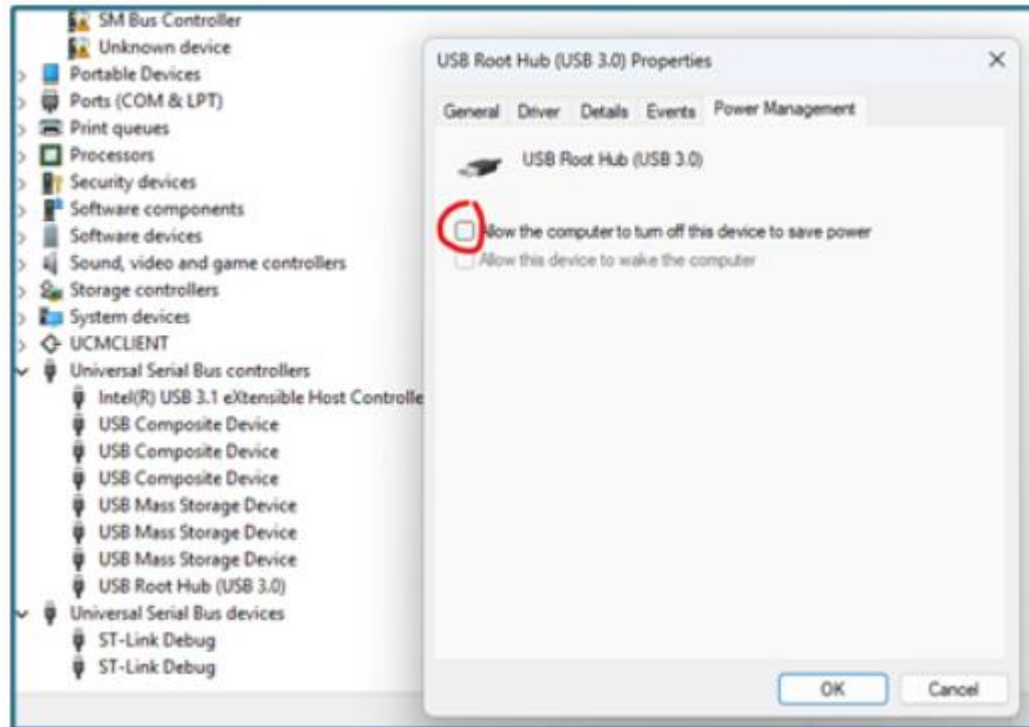 SM Bus Controller
Unknown device
Portable Devices
Ports (COM & LPT)
Print queues
Processors
Security devices
Software components
Software devices
Sound, video and game controllers
Storage controllers
System devices
UCMCLIENT
Universal Serial Bus controllers
Intel(R) USB 3.1 eXtensible Host Controlle
USB Composite Device
USB Composite Device
USB Composite Device
USB Mass Storage Device
USB Mass Storage Device
USB Mass Storage Device
USB Root Hub (USB 3.0)
Universal Serial Bus devices
ST-Link Debug
ST-Link Debug
USB Root Hub (USB 3.0) Properties
General Driver Details Events Power Management
USB Root Hub (USB 3.0)
Allow the computer to turn off this device to save power
Allow this device to wake the computer
OK Cancel